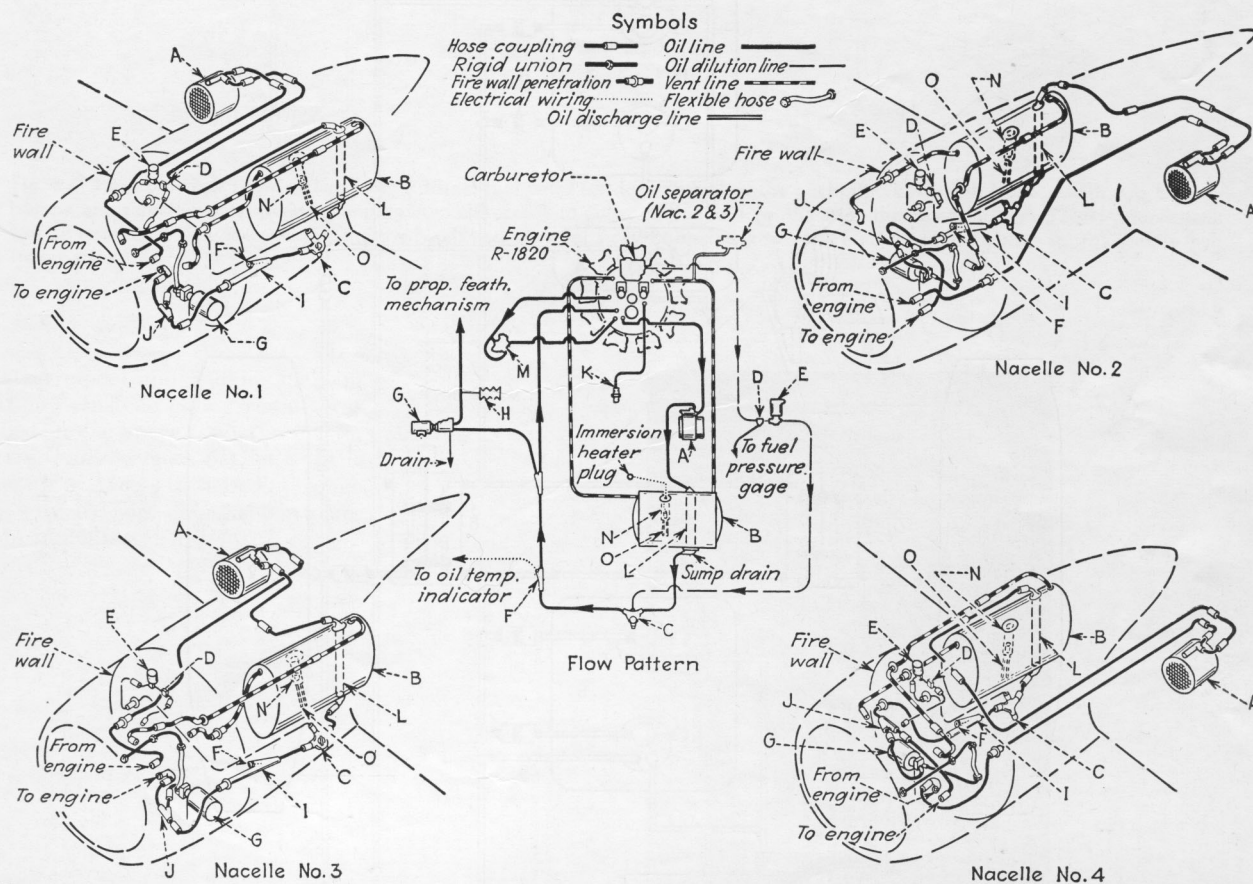 Symbols
Hose coupling
Oil line
Rigid union
Oil dilution line
Fire wall penetration
Vent line
Electrical wiring
Flexible hose
Oil discharge line
A
E
Fire
wall
D
B
N
L
From
engine
F
O
To engine
I
C
J
G
Nacelle No.1
O
N
E
D
B
Fire wall
A
J
L
G
From
engine
I
C
To engine
F
Nacelle No.2
Carburetor
Oil separator
(Nac. 2&3)
Engine
R-1820
To prop. feath.
mechanism
M
K
G
H
D
E
Immersion
heater
plug
A
To fuel
pressure
gage
Drain
N
B
O
L
Sump drain
To oil temp.
indicator
F
C
Flow Pattern
A
E
Fire
wall
D
B
N
L
From
engine
F
O
C
To engine
I
G
J
Nacelle No.3
O
N
E
B
Fire
wall
D
L
A
J
F
G
C
From
engine
I
To engine
Nacelle No.4